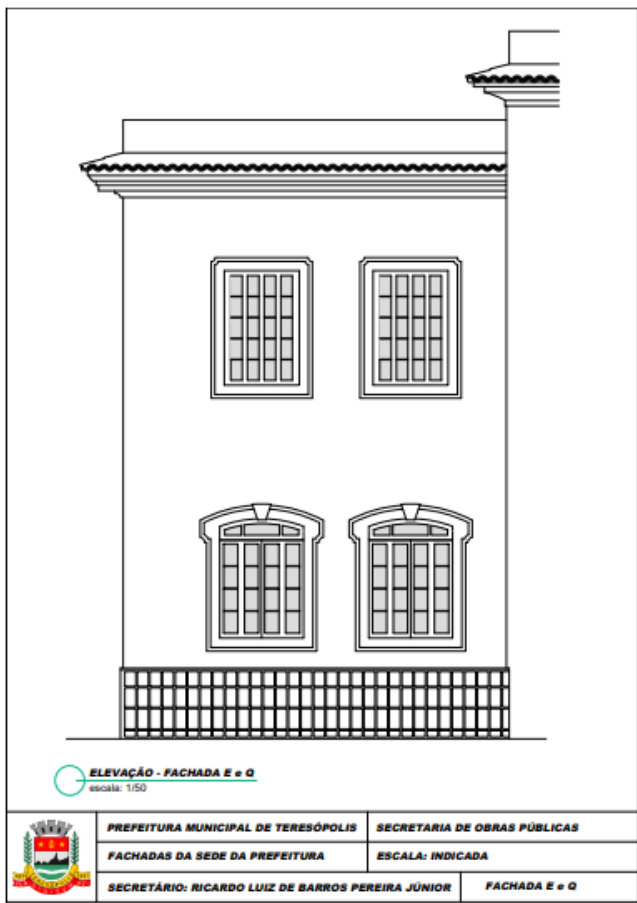 ELEVAÇÃO - FACHADA E e Q
escala: 1/50
PREFEITURA MUNICIPAL DE TERESÓPOLIS
SECRETARIA DE OBRAS PÚBLICAS
FACHADAS DA SEDE DA PREFEITURA
ESCALA: INDICADA
SECRETÁRIO: RICARDO LUIZ DE BARROS PEREIRA JÚNIOR
FACHADA E e Q